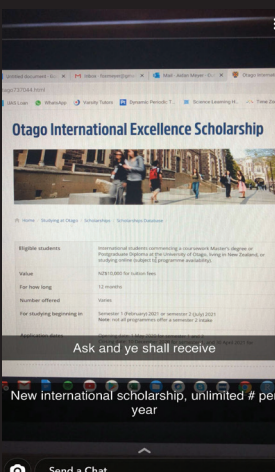 Untitled document - G
Inbox
Mail
Otago Internat
WhatsApp
Varsity Tutors
Dynamic Periodic T...
Science Learning H...
Otago International Excellence Scholarship
Home / Studying at Otago / Scholarships / Scholarships Database
Eligible students
International students commencing a coursework Master's degree or
Postgraduate Diploma at the University of Otago, living in New Zealand, or
studying online (subject to programme availability).
Value
NZ$10,000 for tuition fees
For how long
12 months
Number offered
Varies
For studying beginning in
Semester 1 (February) 2021 or semester 2 (July) 2021
Note: not all programmes offer a semester 2 intake
Application dates
Ask and ye shall receive
New international scholarship, unlimited # per
year
Send a Chat